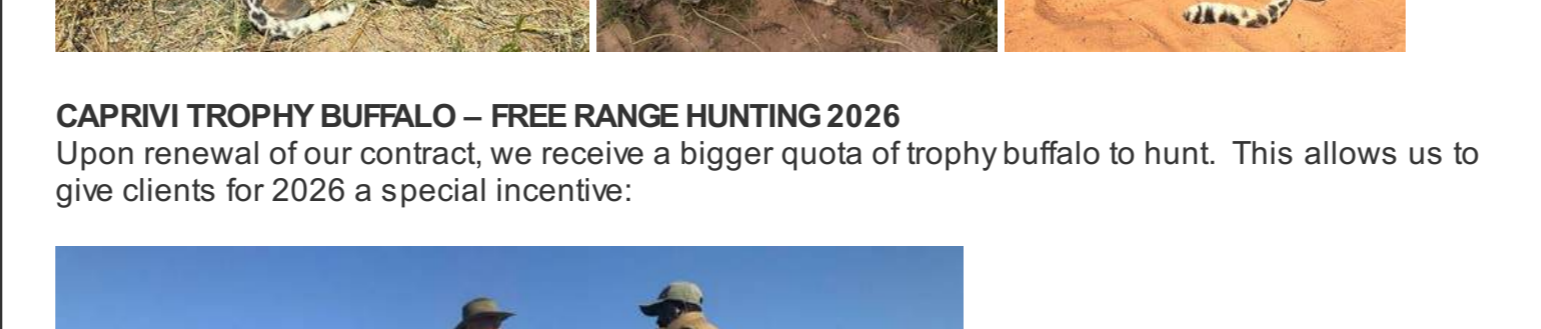 CAPRIVI TROPHY BUFFALO – FREE RANGE HUNTING 2026
Upon renewal of our contract, we receive a bigger quota of trophy buffalo to hunt.  This allows us to
give clients for 2026 a special incentive: